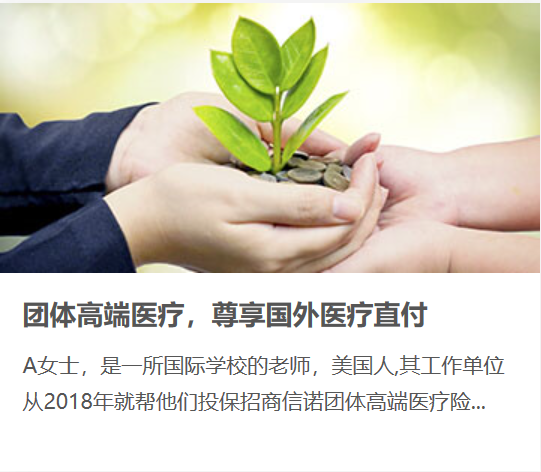 团体高端医疗，尊享国外医疗直付
A女士，是一所国际学校的老师，美国人,其工作单位
从2018年就帮他们投保招商信诺团体高端医疗险...